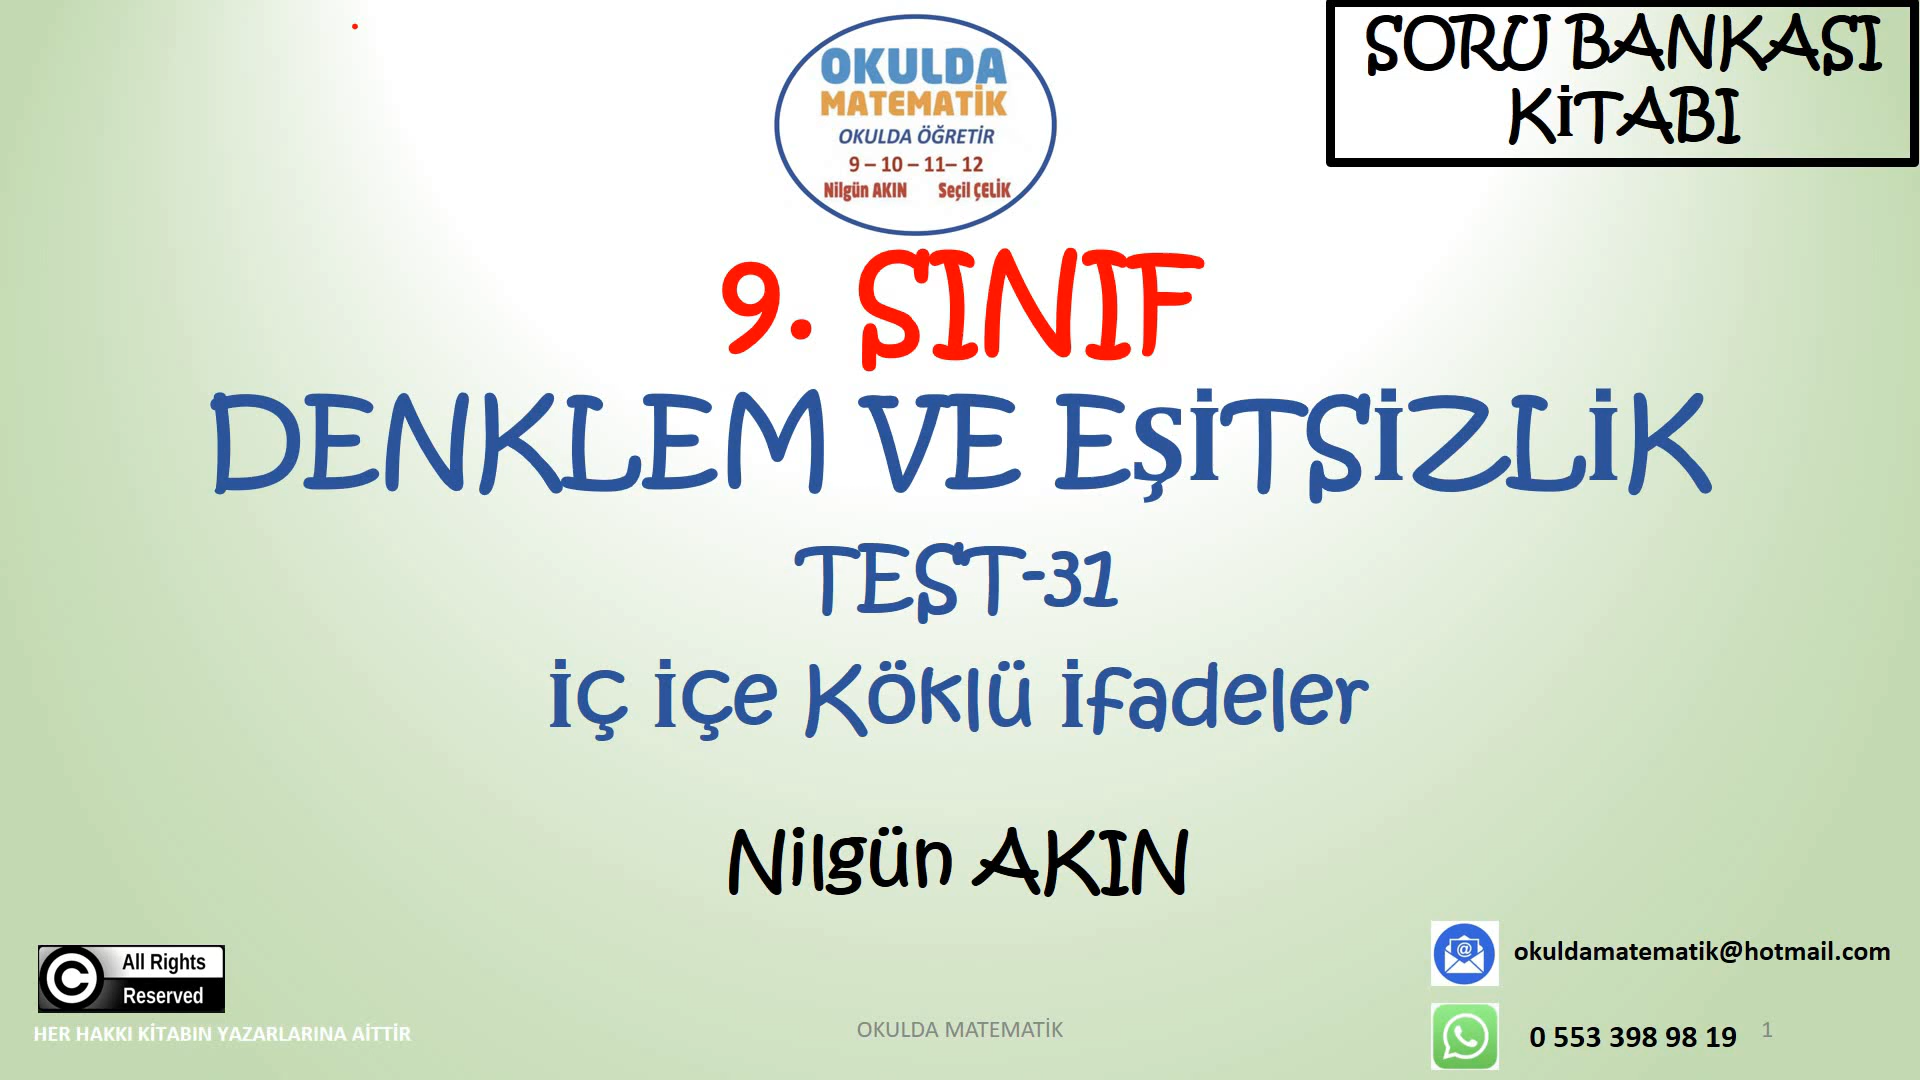 SORU BANKASI
KİTABI
OKULDA
MATEMATİK
OKULDA ÖĞRETİR
9 – 10 – 11– 12
Nilgün AKIN Seçil ÇELİK
9. SINIF
DENKLEM VE EŞİTSİZLİK
TEST-31
İç İçe Köklü İfadeler
Nilgün AKIN
All Rights
Reserved
HER HAKKI KİTABIN YAZARLARINA AİTTİR
OKULDA MATEMATİK
okuldamatematik@hotmail.com
0 553 398 98 19
1